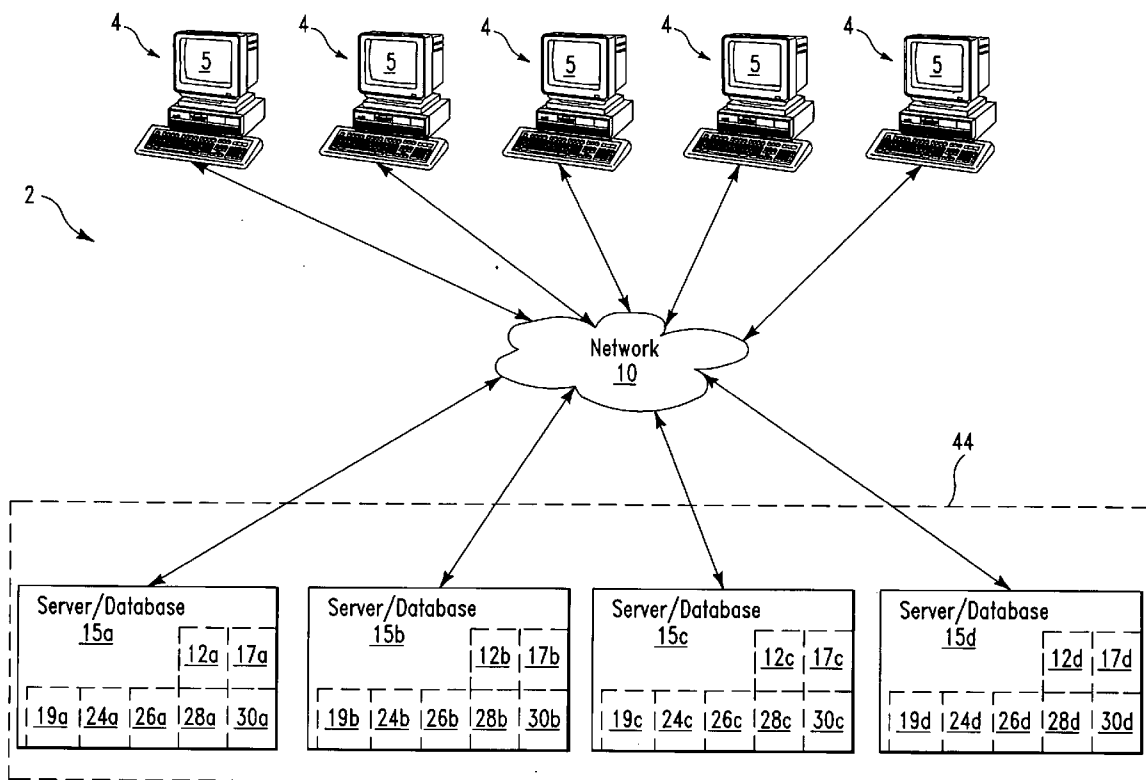 4 4 4 4 4
5 5 5 5 5
2
Network
10
44
Server/Database Server/Database Server/Database Server/Database
15a 15b 15c 15d
12a 17a 12b 17b 12c 17c 12d 17d
19a 24a 26a 28a 30a 19b 24b 26b 28b 30b 19c 24c 26c 28c 30c 19d 24d 26d 28d 30d